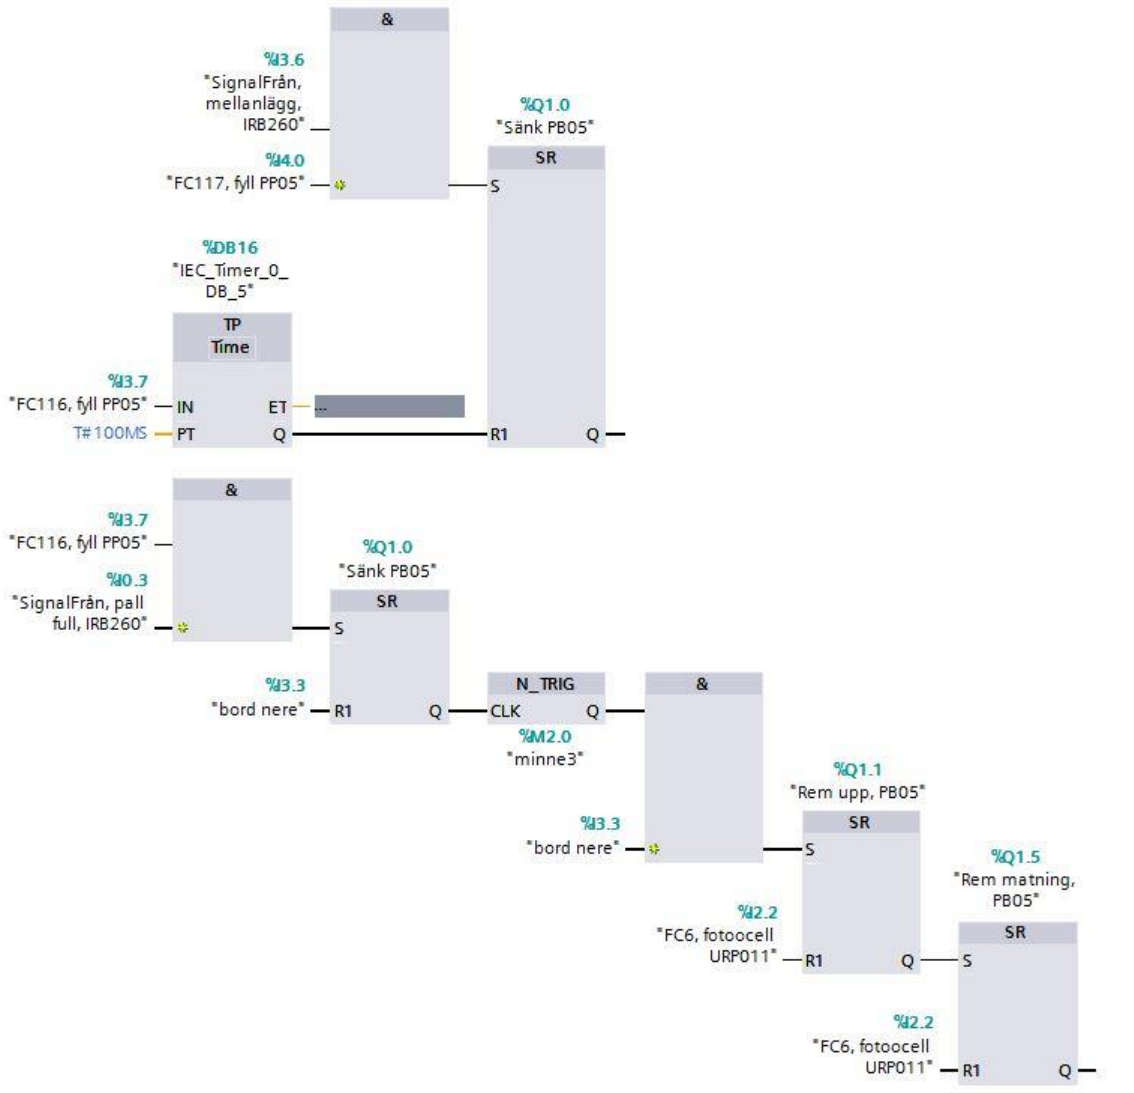 &
%I3.6
"SignalFrån,
mellanlägg,
IRB260"
%I4.0
"FC117, fyll PP05"
%Q1.0
"Sänk PB05"
SR
S
%DB16
"IEC_Timer_0_
DB_5"
TP
Time
%I3.7
"FC116, fyll PP05"
IN
ET
...
T#100MS
PT
Q
R1
Q
&
%I3.7
"FC116, fyll PP05"
%I0.3
"SignalFrån, pall
full, IRB260"
%Q1.0
"Sänk PB05"
SR
S
%I3.3
"bord nere"
R1
Q
N_TRIG
CLK
Q
%M2.0
"minne3"
&
%I3.3
"bord nere"
%Q1.1
"Rem upp, PB05"
SR
S
%I2.2
"FC6, fotoocell
URP011"
R1
Q
%Q1.5
"Rem matning,
PB05"
SR
S
%I2.2
"FC6, fotoocell
URP011"
R1
Q